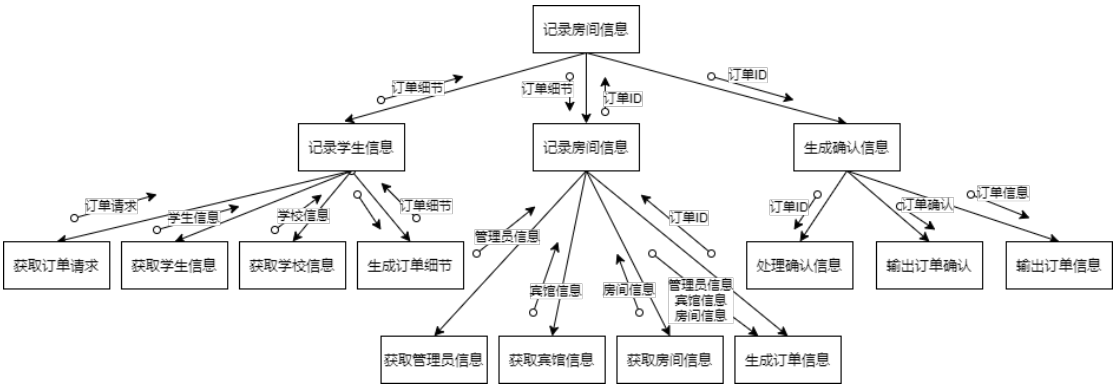 记录房间信息
订单细节
订单细节
订单ID
订单ID
记录学生信息
记录房间信息
生成确认信息
订单请求
学生信息
学校信息
订单细节
管理员信息
订单ID
订单ID
订单确认
订单信息
获取订单请求
获取学生信息
获取学校信息
生成订单细节
处理确认信息
输出订单确认
输出订单信息
宾馆信息
房间信息
管理员信息
宾馆信息
房间信息
获取管理员信息
获取宾馆信息
获取房间信息
生成订单信息